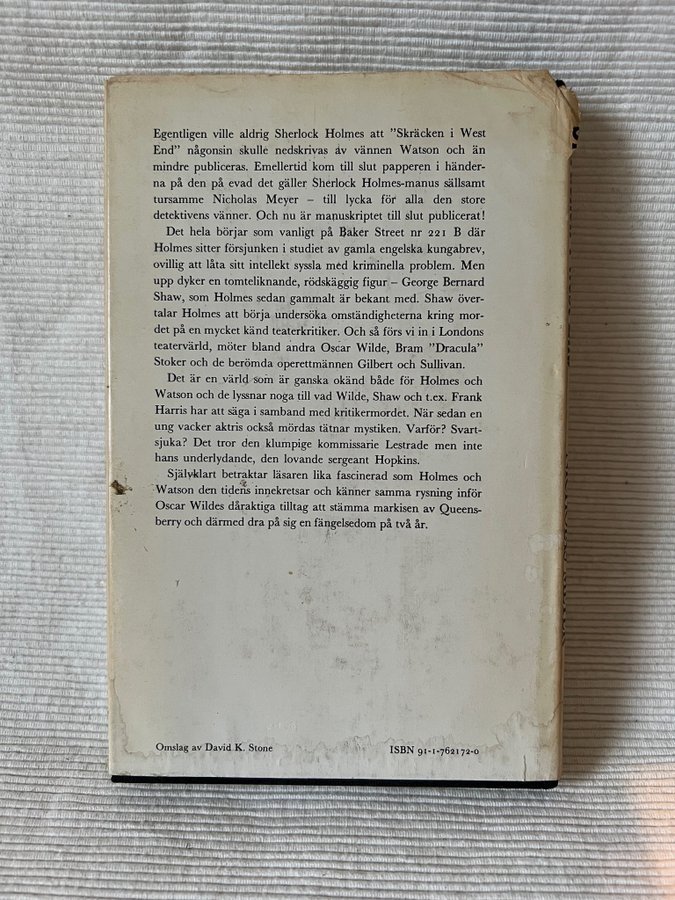 Egentligen ville aldrig Sherlock Holmes att "Skräcken i West
End" någonsin skulle nedskrivas av vännen Watson och än
mindre publiceras. Emellertid kom till slut papperen i händer-
na på den på evad det gäller Sherlock Holmes-manus sällsamt
tursamme Nicholas Meyer – till lycka för alla den store
detektivens vänner. Och nu är manuskriptet till slut publicerat!
Det hela börjar som vanligt på Baker Street nr 221 B där
Holmes sitter försjunken i studiet av gamla engelska kungabrev,
ovillig att låta sitt intellekt syssla med kriminella problem. Men
upp dyker en tomteliknande, rödskäggig figur – George Bernard
Shaw, som Holmes sedan gammalt är bekant med. Shaw över-
talar Holmes att börja undersöka omständigheterna kring mor-
det på en mycket känd teaterkritiker. Och så förs vi in i Londons
teatervärld, möter bland andra Oscar Wilde, Bram "Dracula"
Stoker och de berömda operettmännen Gilbert och Sullivan.
Det är en värld som är ganska okänd både för Holmes och
Watson och de lyssnar noga till vad Wilde, Shaw och t.ex. Frank
Harris har att säga i samband med kritikermordet. När sedan en
ung vacker aktris också mördas tätnar mystiken. Varför? Svart-
sjuka? Det tror den klumpige kommissarie Lestrade men inte
hans underlydande, den lovande sergeant Hopkins.
Självklart betraktar läsaren lika fascinerad som Holmes och
Watson den tidens innekretsar och känner samma rysning inför
Oscar Wildes dåraktiga tilltag att stämma markisen av Queens-
berry och därmed dra på sig en fängelsedom på två år.
Omslag av David K. Stone
ISBN 91-1-762172-0